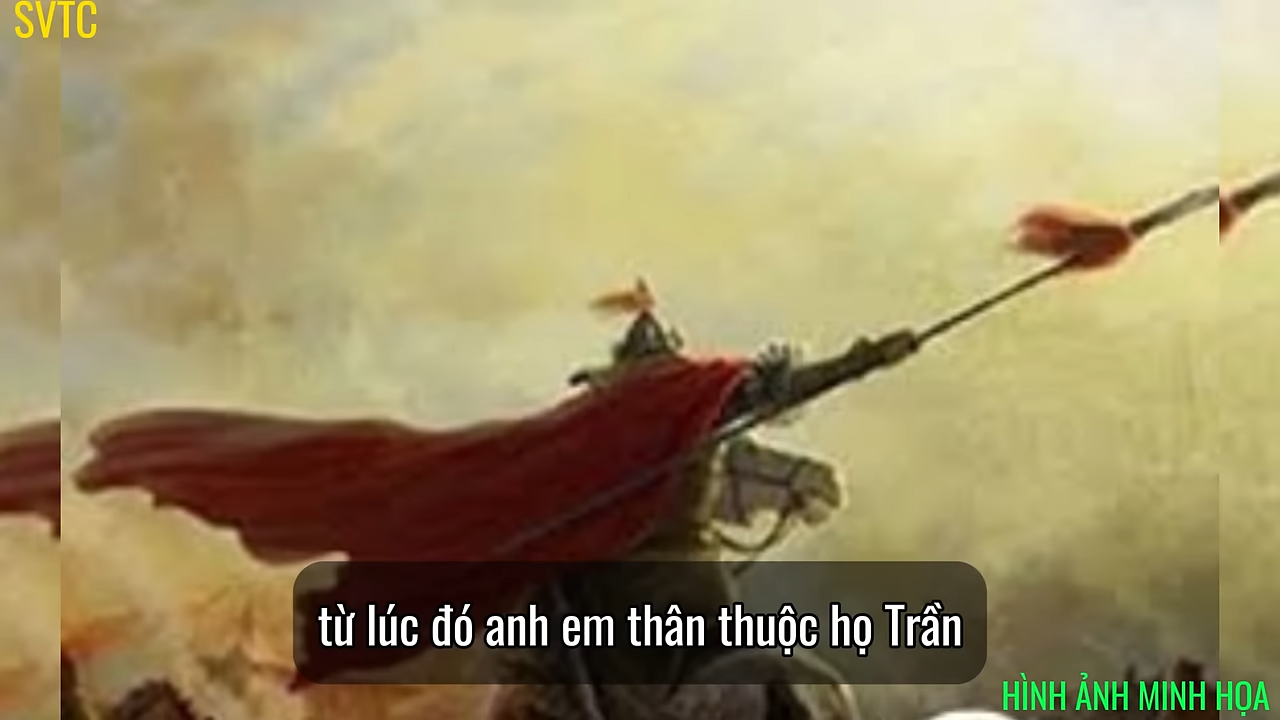 SVTC
từ lúc đó anh em thân thuộc họ Trần
HÌNH ẢNH MINH HỌA